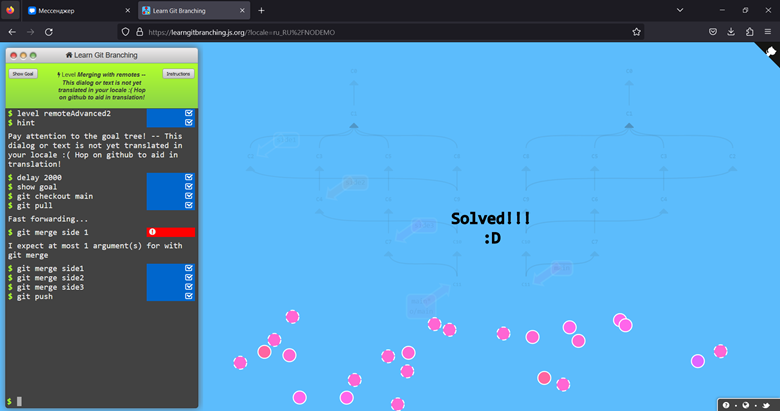 Мессенджер
Learn Git Branching
https://learngitbranching.js.org/?locale=ru_RU%2FNODEMO
Learn Git Branching
Show Goal
Level Merging with remotes --
This dialog or text is not yet
translated in your locale :( Hop
on github to aid in translation!
Instructions
$ level remoteAdvanced2
$ hint
Pay attention to the goal tree! -- This
dialog or text is not yet translated in
your locale :( Hop on github to aid in
translation!
$ delay 2000
$ show goal
$ git checkout main
$ git pull
Fast forwarding...
$ git merge side 1
I expect at most 1 argument(s) for with
git merge
$ git merge side1
$ git merge side2
$ git merge side3
$ git push
$
Solved!!!
:D